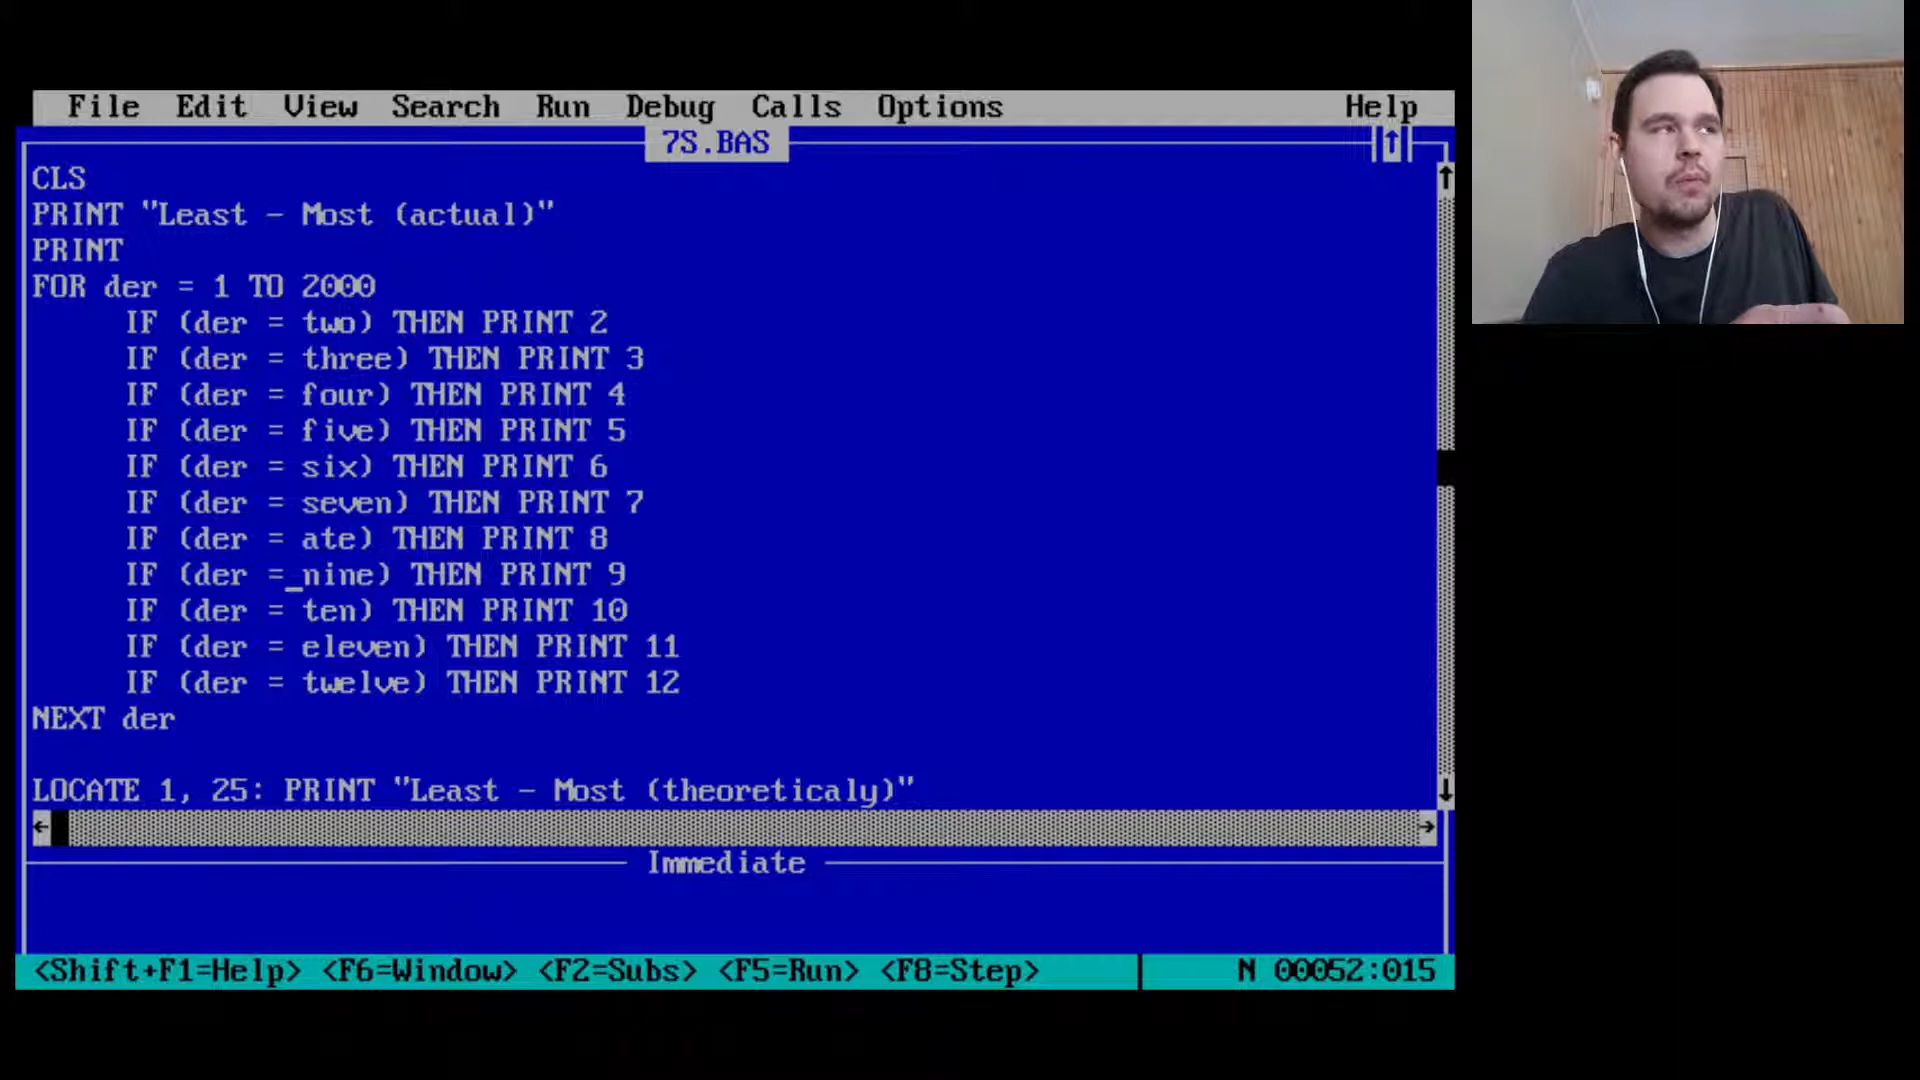 File Edit View Search Run Debug Calls Options Help
7S.BAS
CLS
PRINT "Least - Most (actual)"
PRINT
FOR der = 1 TO 2000
IF (der = two) THEN PRINT 2
IF (der = three) THEN PRINT 3
IF (der = four) THEN PRINT 4
IF (der = five) THEN PRINT 5
IF (der = six) THEN PRINT 6
IF (der = seven) THEN PRINT 7
IF (der = ate) THEN PRINT 8
IF (der = nine) THEN PRINT 9
IF (der = ten) THEN PRINT 10
IF (der = eleven) THEN PRINT 11
IF (der = twelve) THEN PRINT 12
NEXT der
LOCATE 1, 25: PRINT "Least - Most (theoreticaly)"
Immediate
<Shift+F1=Help> <F6=Window> <F2=Subs> <F5=Run> <F8=Step> N 00052:015